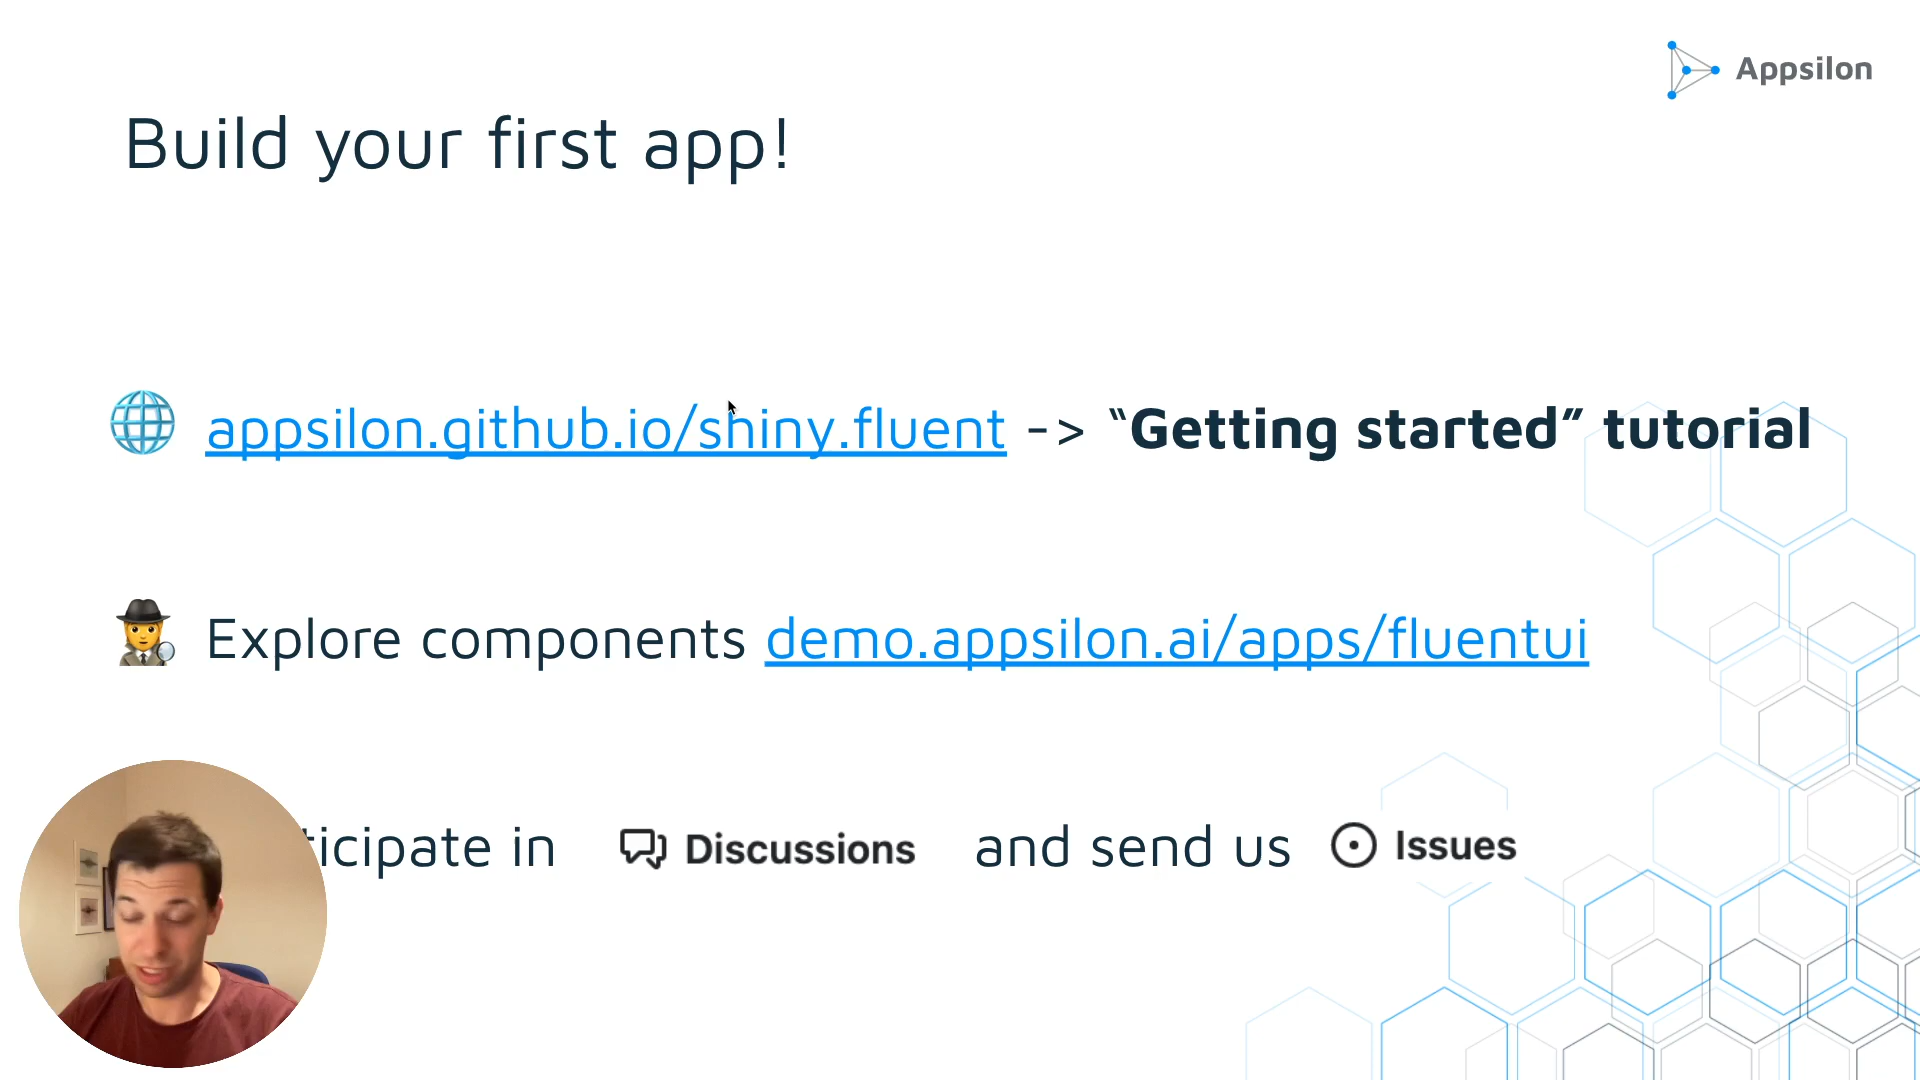 Appsilon
Build your first app!
appsilon.github.io/shiny.fluent -> “Getting started” tutorial
Explore components demo.appsilon.ai/apps/fluentui
in Discussions and send us Issues